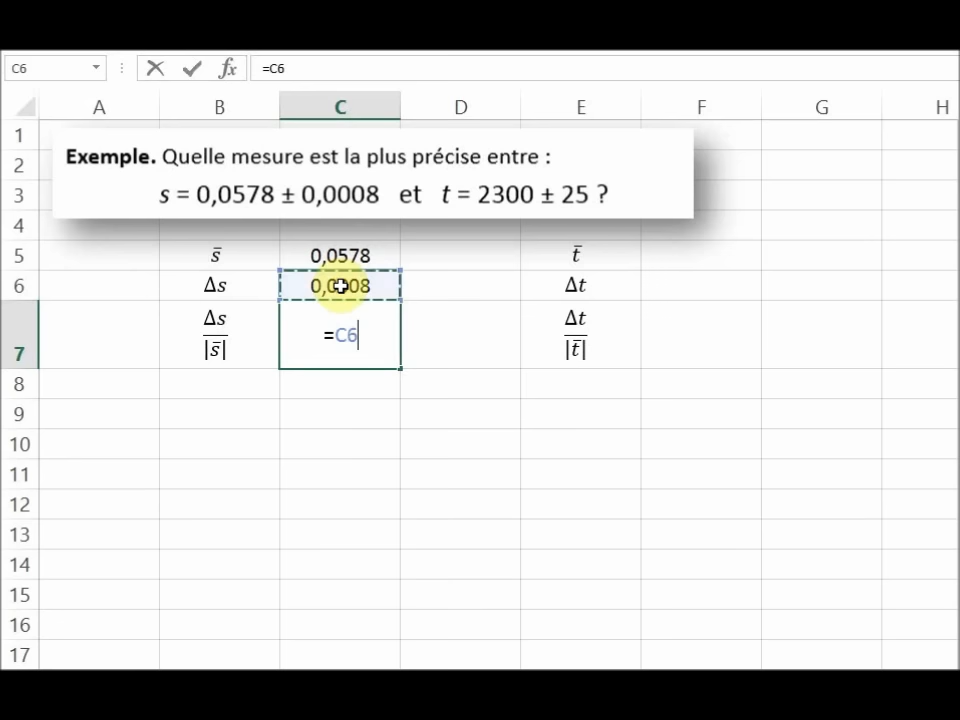 C6 =C6
A B C D E F G H
1
2 Exemple. Quelle mesure est la plus précise entre :
3 s = 0,0578 ± 0,0008 et t = 2300 ± 25 ?
4
5 s̄ 0,0578 t̄
6 Δs 0,0008 Δt
7 Δs/|s̄| =C6 Δt/|t̄|
8
9
10
11
12
13
14
15
16
17